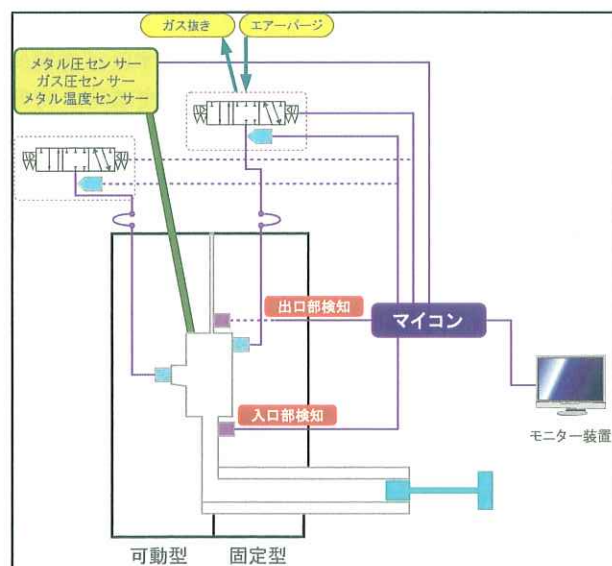 ガス抜き
エアーパージ
メタル圧センサー
ガス圧センサー
メタル温度センサー
出口部検知
マイコン
入口部検知
モニター装置
可動型
固定型